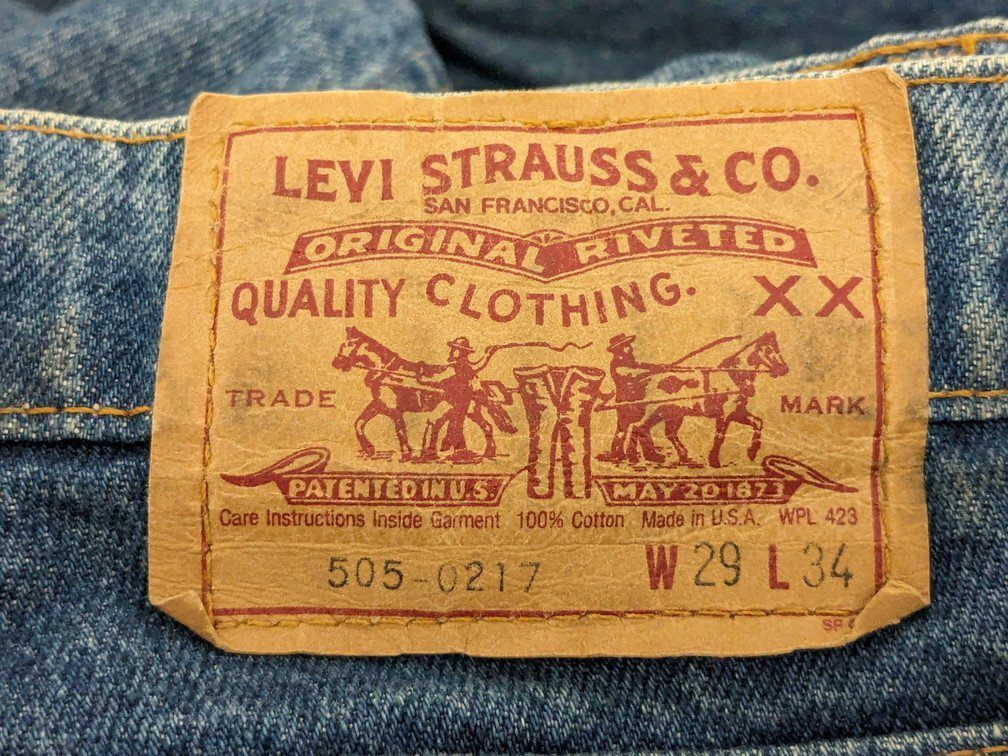 LEVI STRAUSS & CO.
SAN FRANCISCO, CAL.
ORIGINAL RIVETED
QUALITY CLOTHING. XX
TRADE MARK
PATENTED IN U.S. MAY 20 1873
Care Instructions Inside Garment 100% Cotton Made in U.S.A. WPL 423
505-0217 W 29 L 34